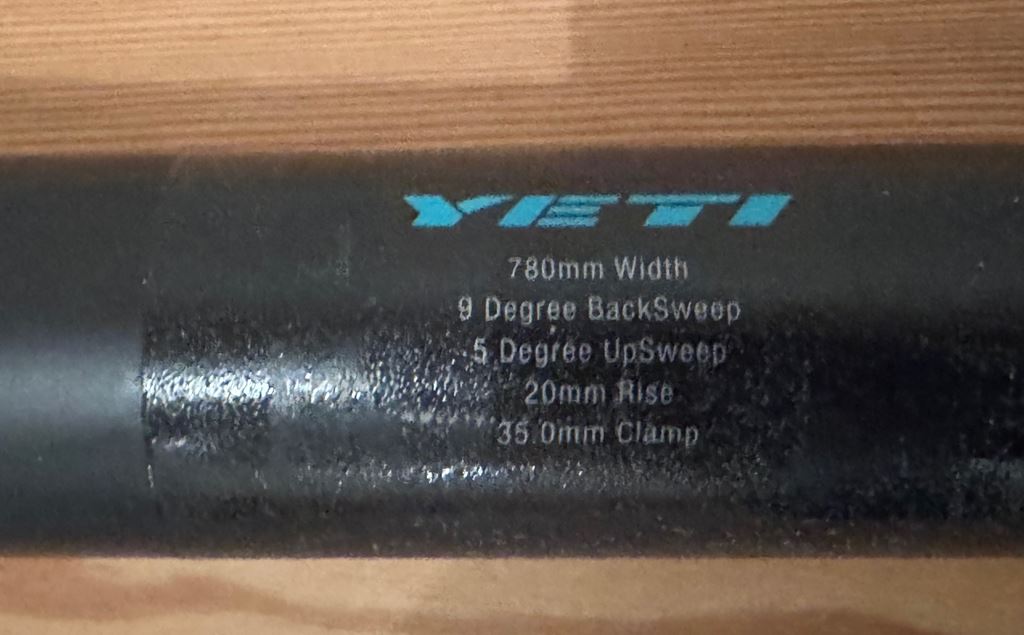 YETI
780mm Width
9 Degree BackSweep
5 Degree UpSweep
20mm Rise
35.0mm Clamp